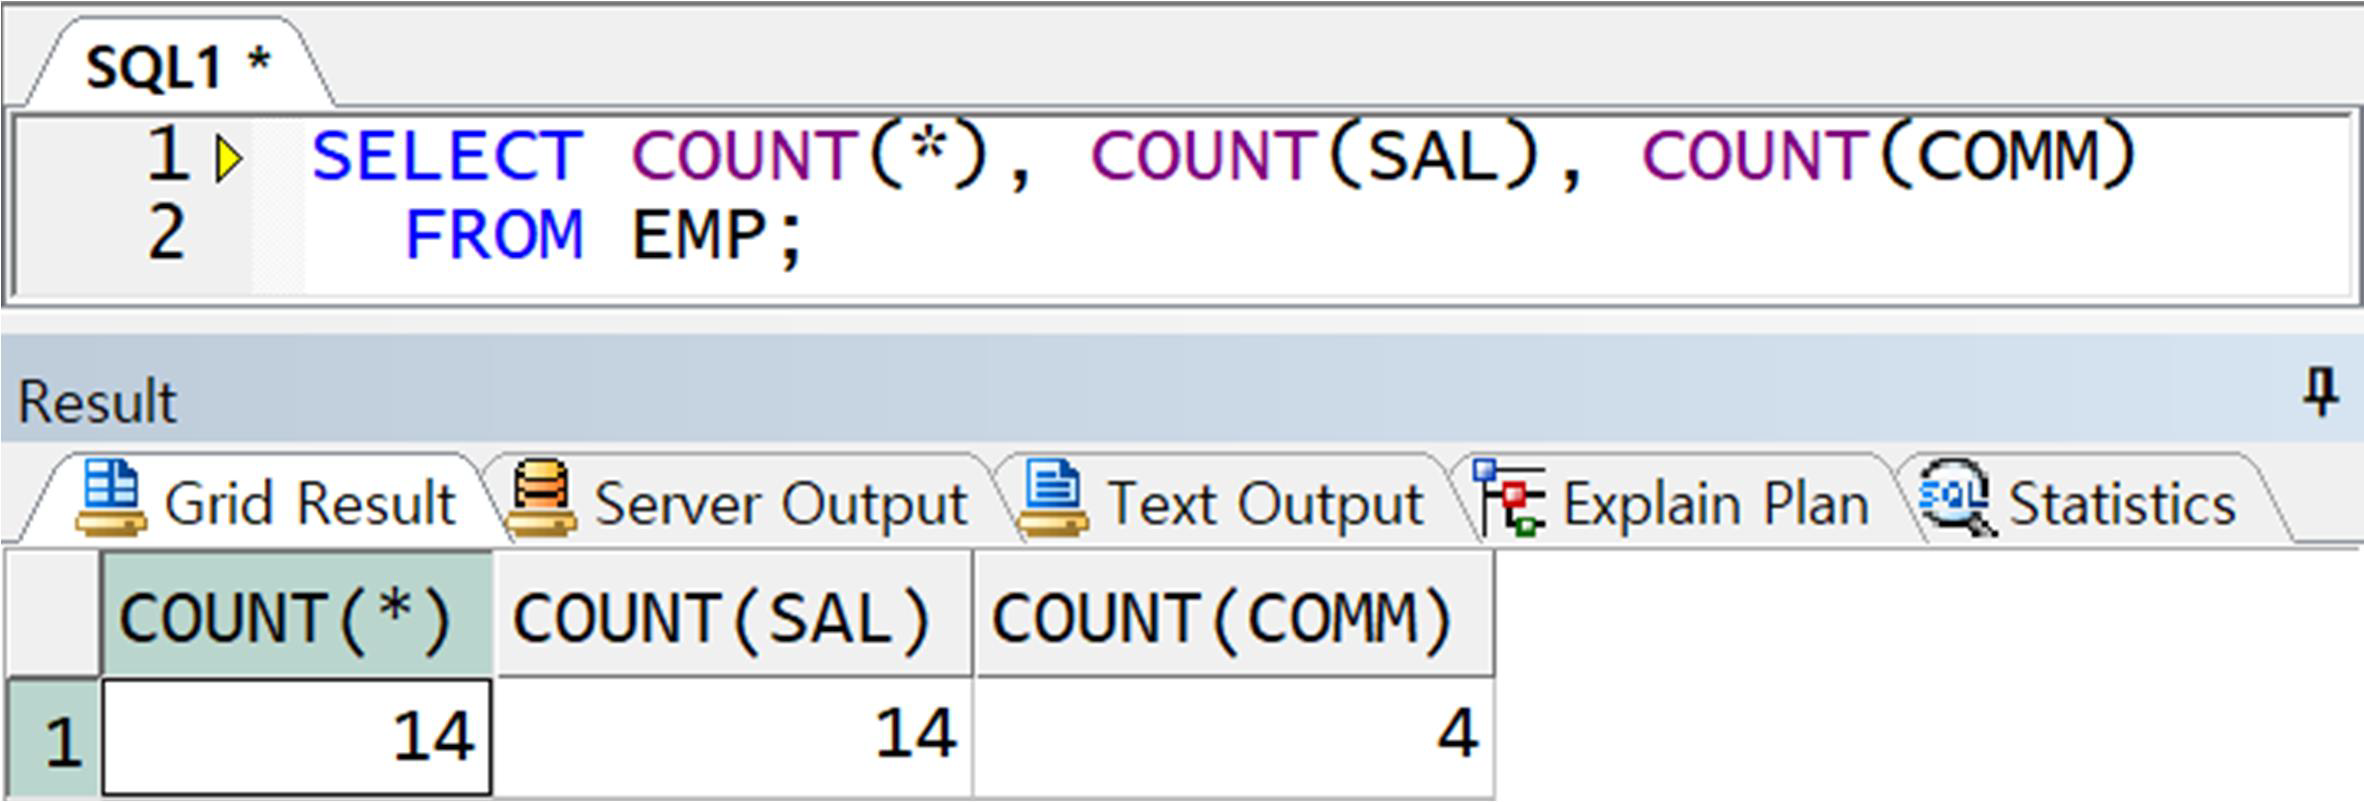 SQL1 *
1 SELECT COUNT(*), COUNT(SAL), COUNT(COMM)
2 FROM EMP;
Result
Grid Result Server Output Text Output Explain Plan SQL Statistics
COUNT(*) COUNT(SAL) COUNT(COMM)
1 14 14 4